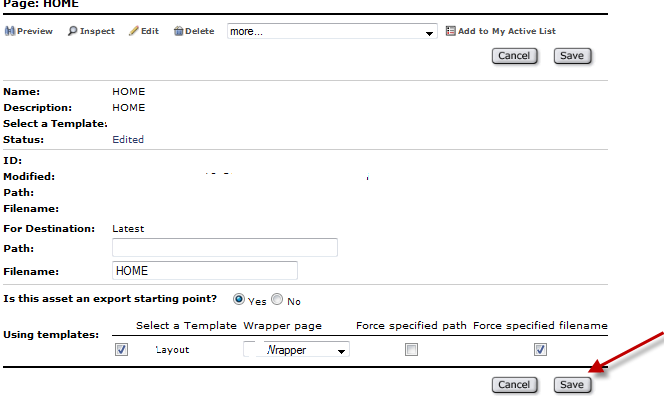 Page: HOME
Preview Inspect Edit Delete more... Add to My Active List
Cancel Save
Name: HOME
Description: HOME
Select a Template:
Status: Edited
ID:
Modified:
Path:
Filename:
For Destination: Latest
Path:
Filename: HOME
Is this asset an export starting point? Yes No
Select a Template Wrapper page Force specified path Force specified filename
Using templates:
Layout Wrapper
Cancel Save